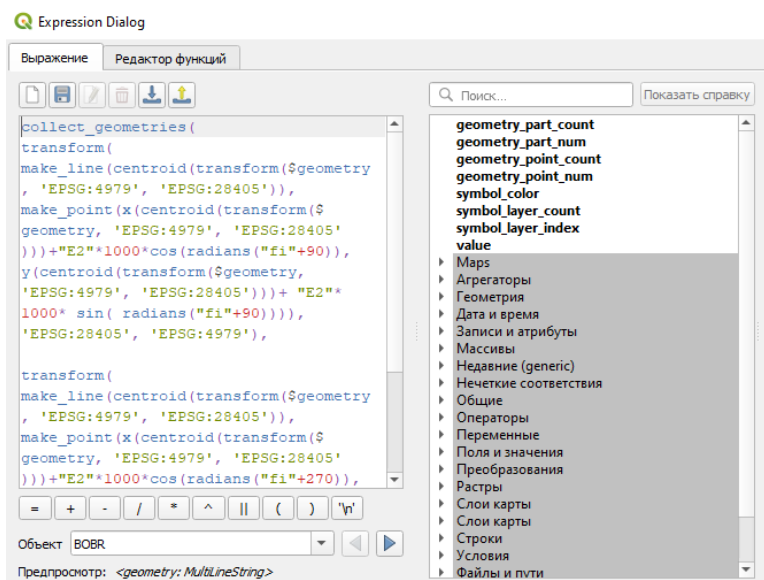 Expression Dialog
Выражение
Редактор функций
Поиск...
Показать справку
collect_geometries(
transform(
make_line(centroid(transform($geometry
, 'EPSG:4979', 'EPSG:28405')),
make_point(x(centroid(transform($
geometry, 'EPSG:4979', 'EPSG:28405'
)))+"E2"*1000*cos(radians("fi"+90)),
y(centroid(transform($geometry,
'EPSG:4979', 'EPSG:28405')))+ "E2"*
1000* sin( radians("fi"+90)))),
'EPSG:28405', 'EPSG:4979'),
transform(
make_line(centroid(transform($geometry
, 'EPSG:4979', 'EPSG:28405')),
make_point(x(centroid(transform($
geometry, 'EPSG:4979', 'EPSG:28405'
)))+"E2"*1000*cos(radians("fi"+270)),
= + - / * ^ || ( ) '\n'
Объект BOBR
Предпросмотр: <geometry: MultiLineString>
geometry_part_count
geometry_part_num
geometry_point_count
geometry_point_num
symbol_color
symbol_layer_count
symbol_layer_index
value
Maps
Агрегаторы
Геометрия
Дата и время
Записи и атрибуты
Массивы
Недавние (generic)
Нечеткие соответствия
Общие
Операторы
Переменные
Поля и значения
Преобразования
Растры
Слои карты
Слои карты
Строки
Условия
Файлы и пути